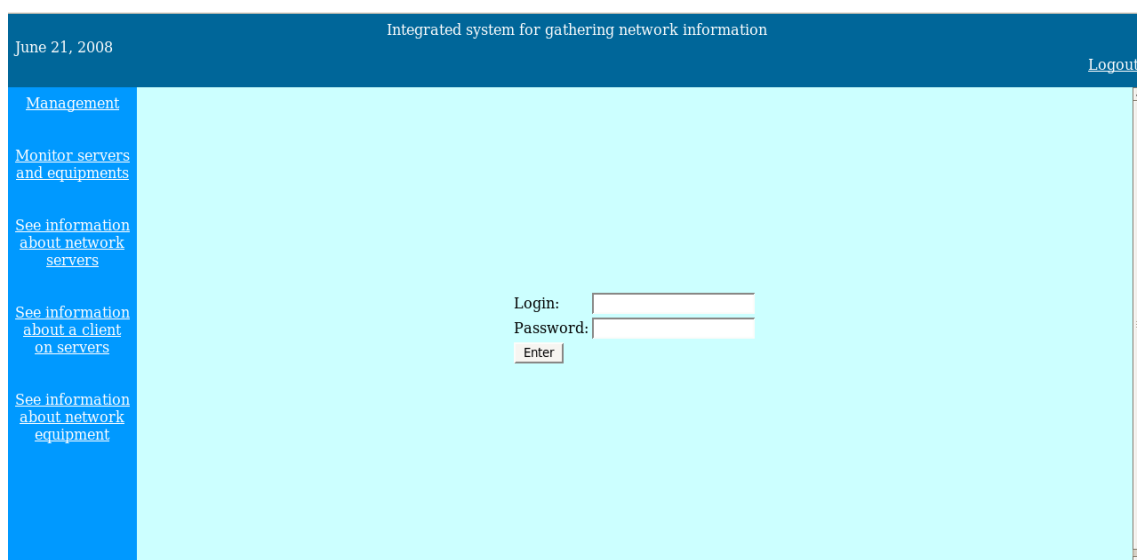 Integrated system for gathering network information
June 21, 2008
Logout
Management
Monitor servers
and equipments
See information
about network
servers
See information
about a client
on servers
See information
about network
equipment
Login:
Password:
Enter